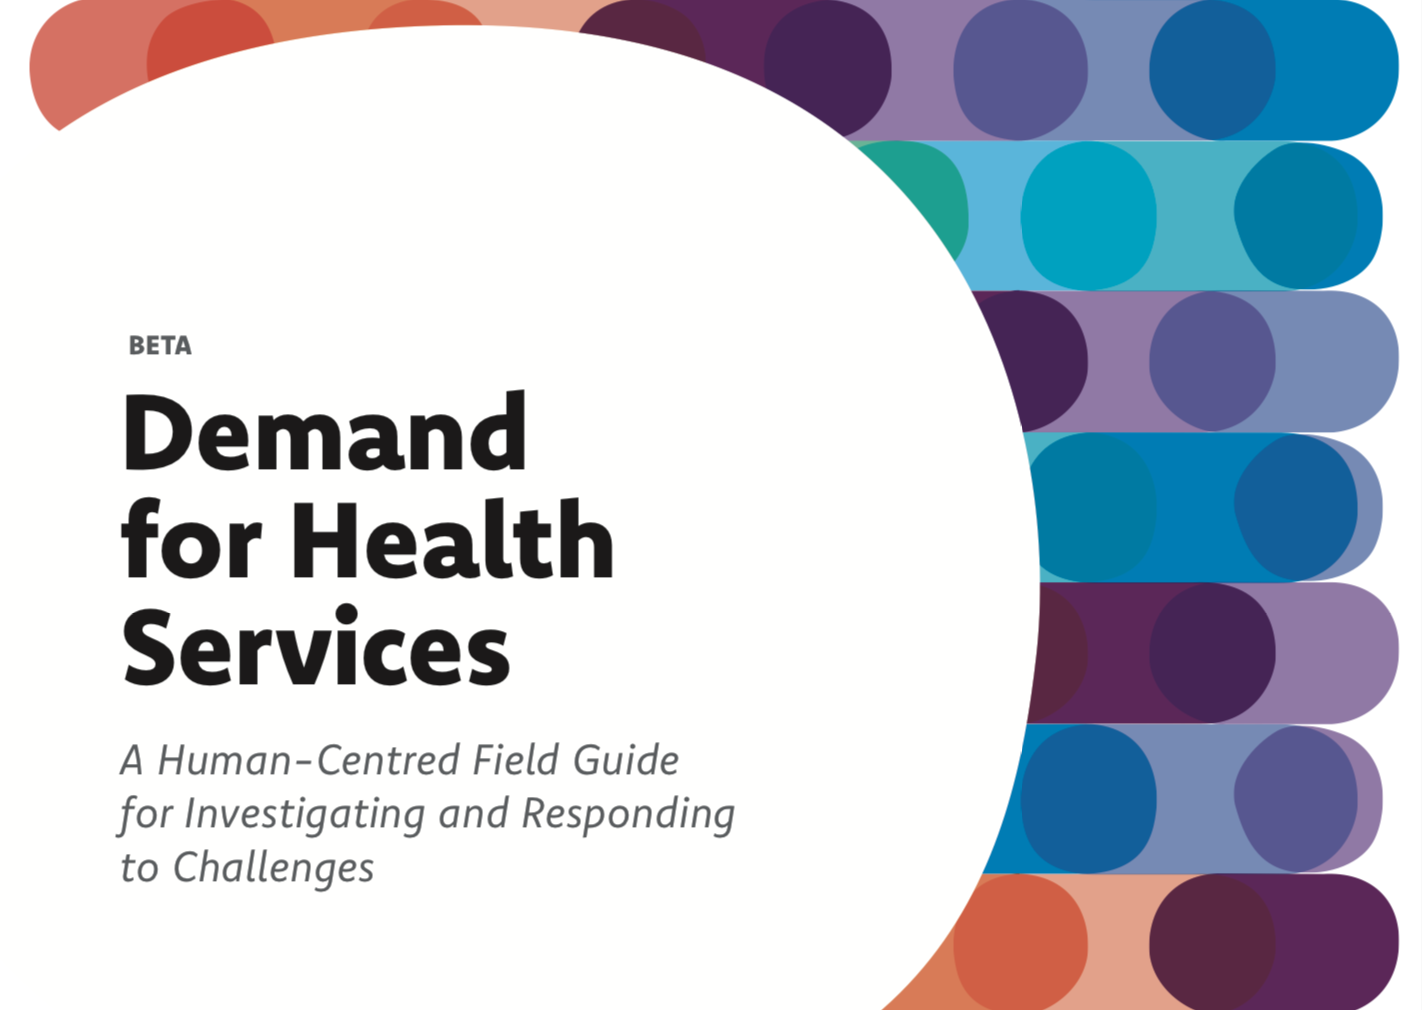 BETA
Demand
for Health
Services
A Human-Centred Field Guide
for Investigating and Responding
to Challenges